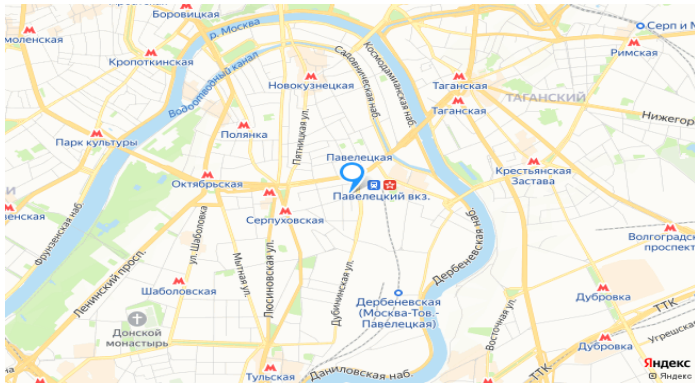 Боровицкая
р. Москва
Серп и М
моленская
Кропоткинская
Римская
Водоотводный канал
Новокузнецкая
Садовническая наб.
Космодамианская наб.
Таганская
ТАГАНСКИЙ
Таганская
Нижегор
Парк культуры
Полянка
Пятницкая ул.
Павелецкая
Крестьянская
Застава
Октябрьская
Павелецкий вкз.
Серпуховская
Фрунзенская наб.
ул. Шаболовка
Мытная ул.
Люсиновская ул.
Дубининская ул.
Дербеневская наб.
Волгоградск
проспект
Ленинский просп.
Шаболовская
Дербеневская
(Москва-Тов.-
Павелецкая)
Восточная ул.
Дубровка
ТТК
Угрешска
Донской
монастырь
Дубровка
ТТК
Тульская
Даниловская наб.
Яндекс
Яндекс